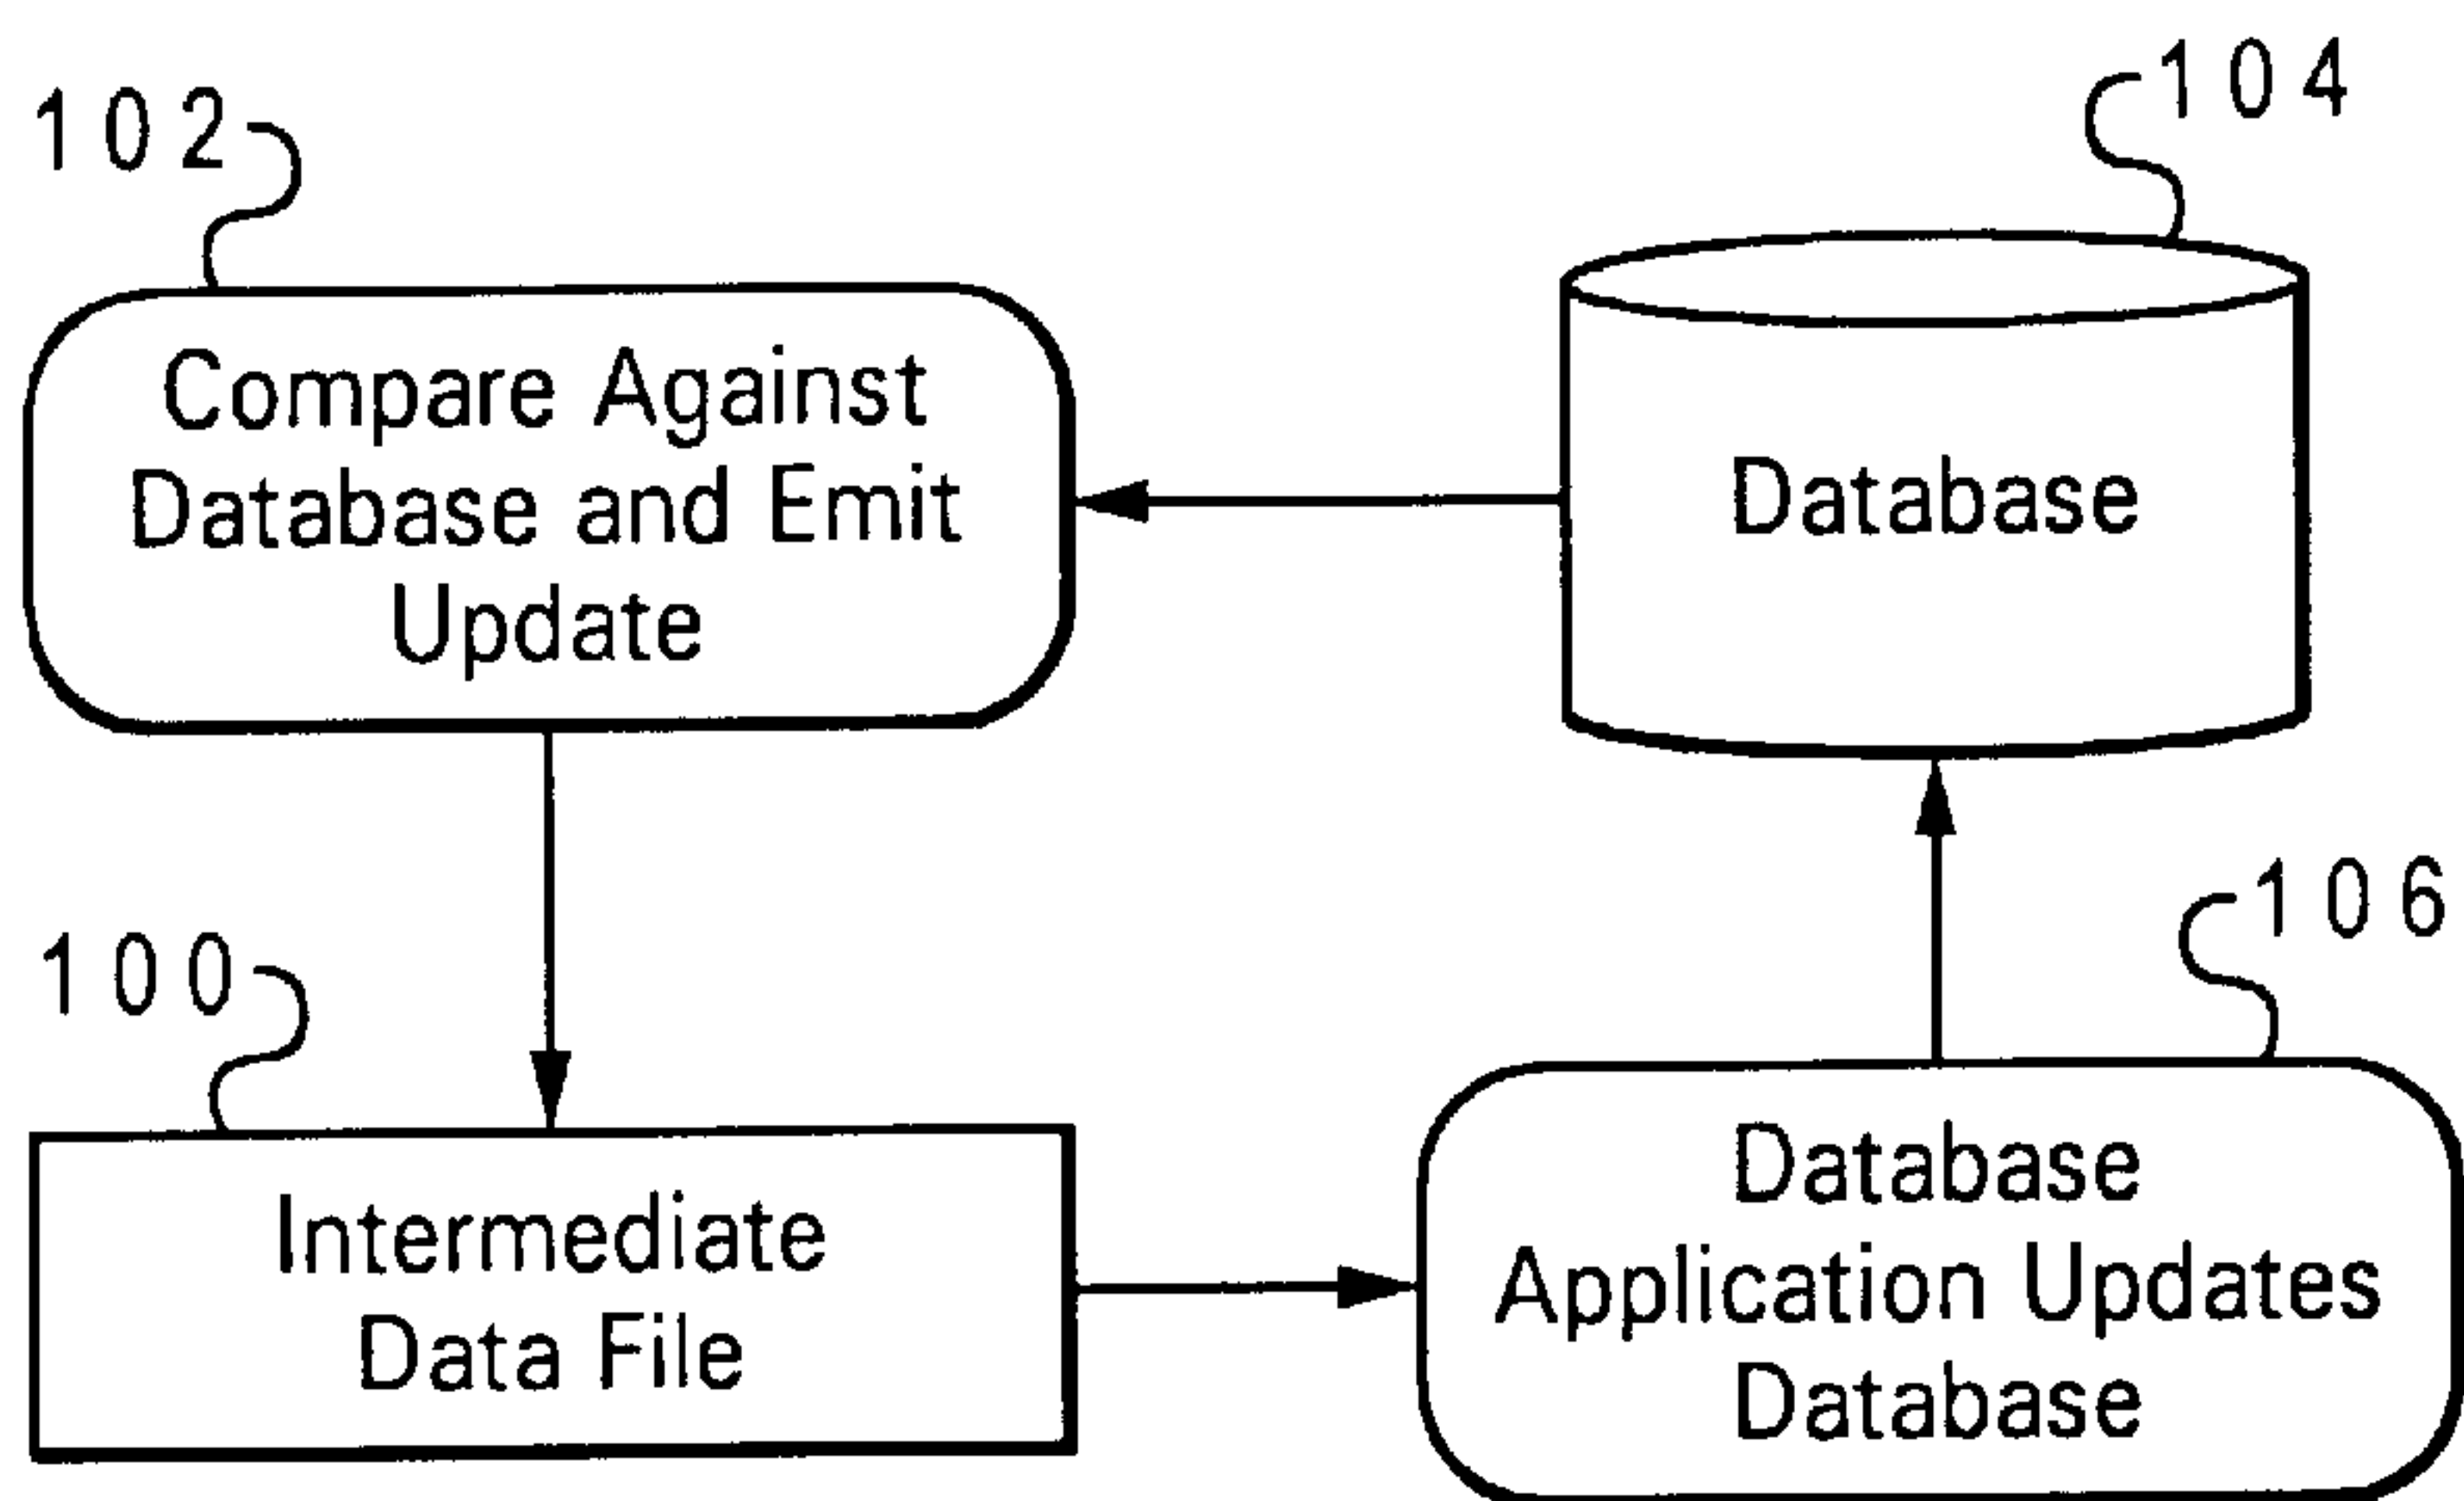 102
104
Compare Against
Database and Emit
Update
Database
100
106
Intermediate
Data File
Database
Application Updates
Database